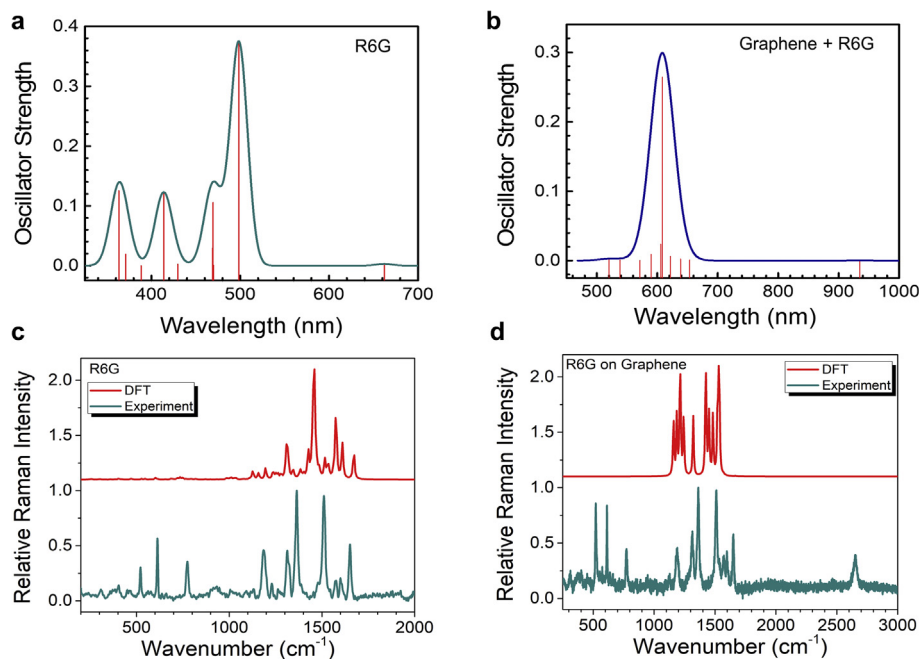 a
R6G
0.4
0.3
0.2
0.1
0.0
Oscillator Strength
400 500 600 700
Wavelength (nm)
b
Graphene + R6G
0.3
0.2
0.1
0.0
Oscillator Strength
500 600 700 800 900 1000
Wavelength (nm)
c
R6G
DFT
Experiment
2.0
1.5
1.0
0.5
0.0
Relative Raman Intensity
500 1000 1500 2000
Wavenumber (cm-1)
d
R6G on Graphene
DFT
Experiment
2.0
1.5
1.0
0.5
0.0
Relative Raman Intensity
500 1000 1500 2000 2500 3000
Wavenumber (cm-1)